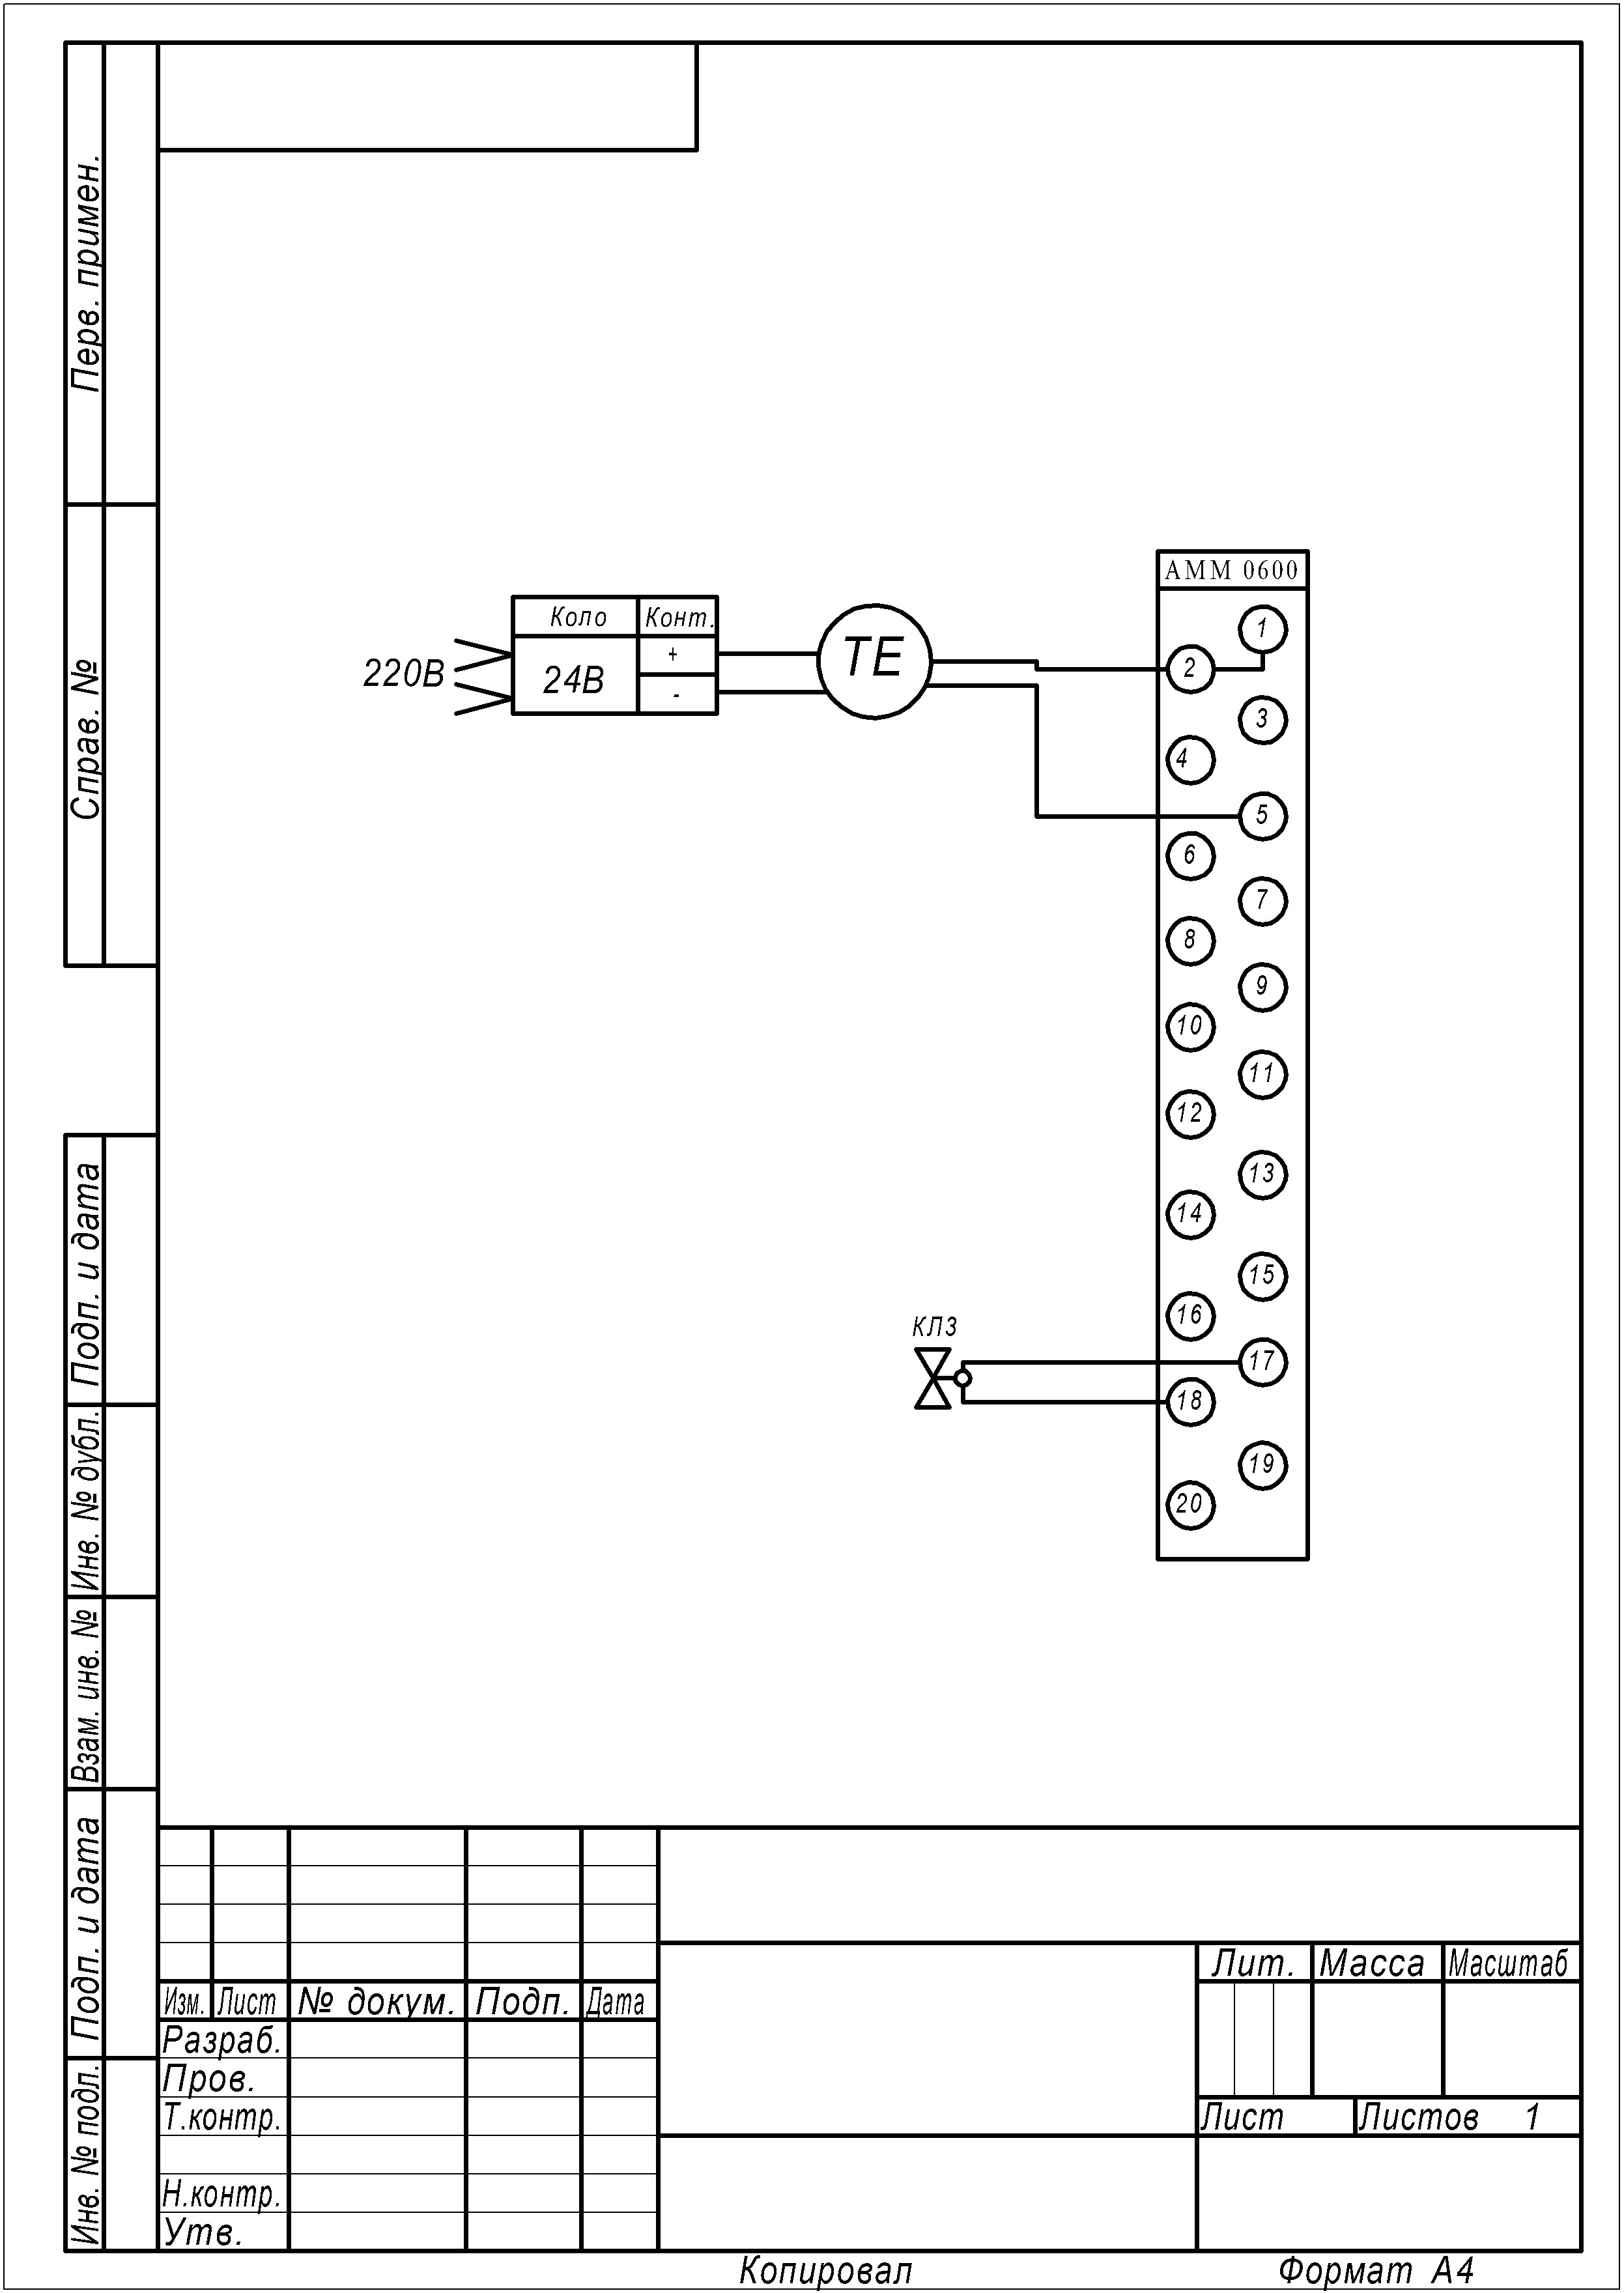 Перв. примен.
Справ. №
Подп. и дата
Инв. № дубл.
Взам. инв. №
Подп. и дата
Инв. № подл.
AMM 0600
Коло Конт.
220В
24В
+
-
ТЕ
1
2
3
4
5
6
7
8
9
10
11
12
13
14
15
16
КЛ3
17
18
19
20
Лит. Масса Масштаб
Изм. Лист № докум. Подп. Дата
Разраб.
Пров.
Т.контр.
Лист Листов 1
Н.контр.
Утв.
Копировал Формат А4